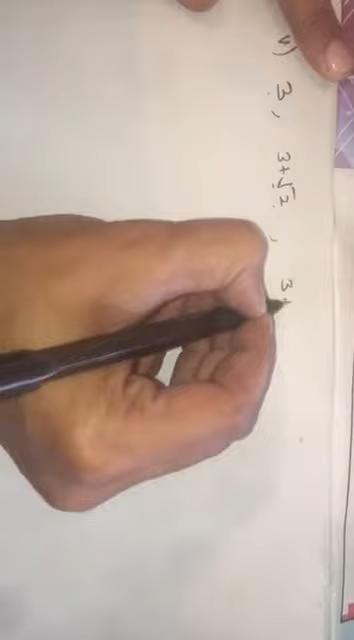 v) 3, 3+√2, 3+